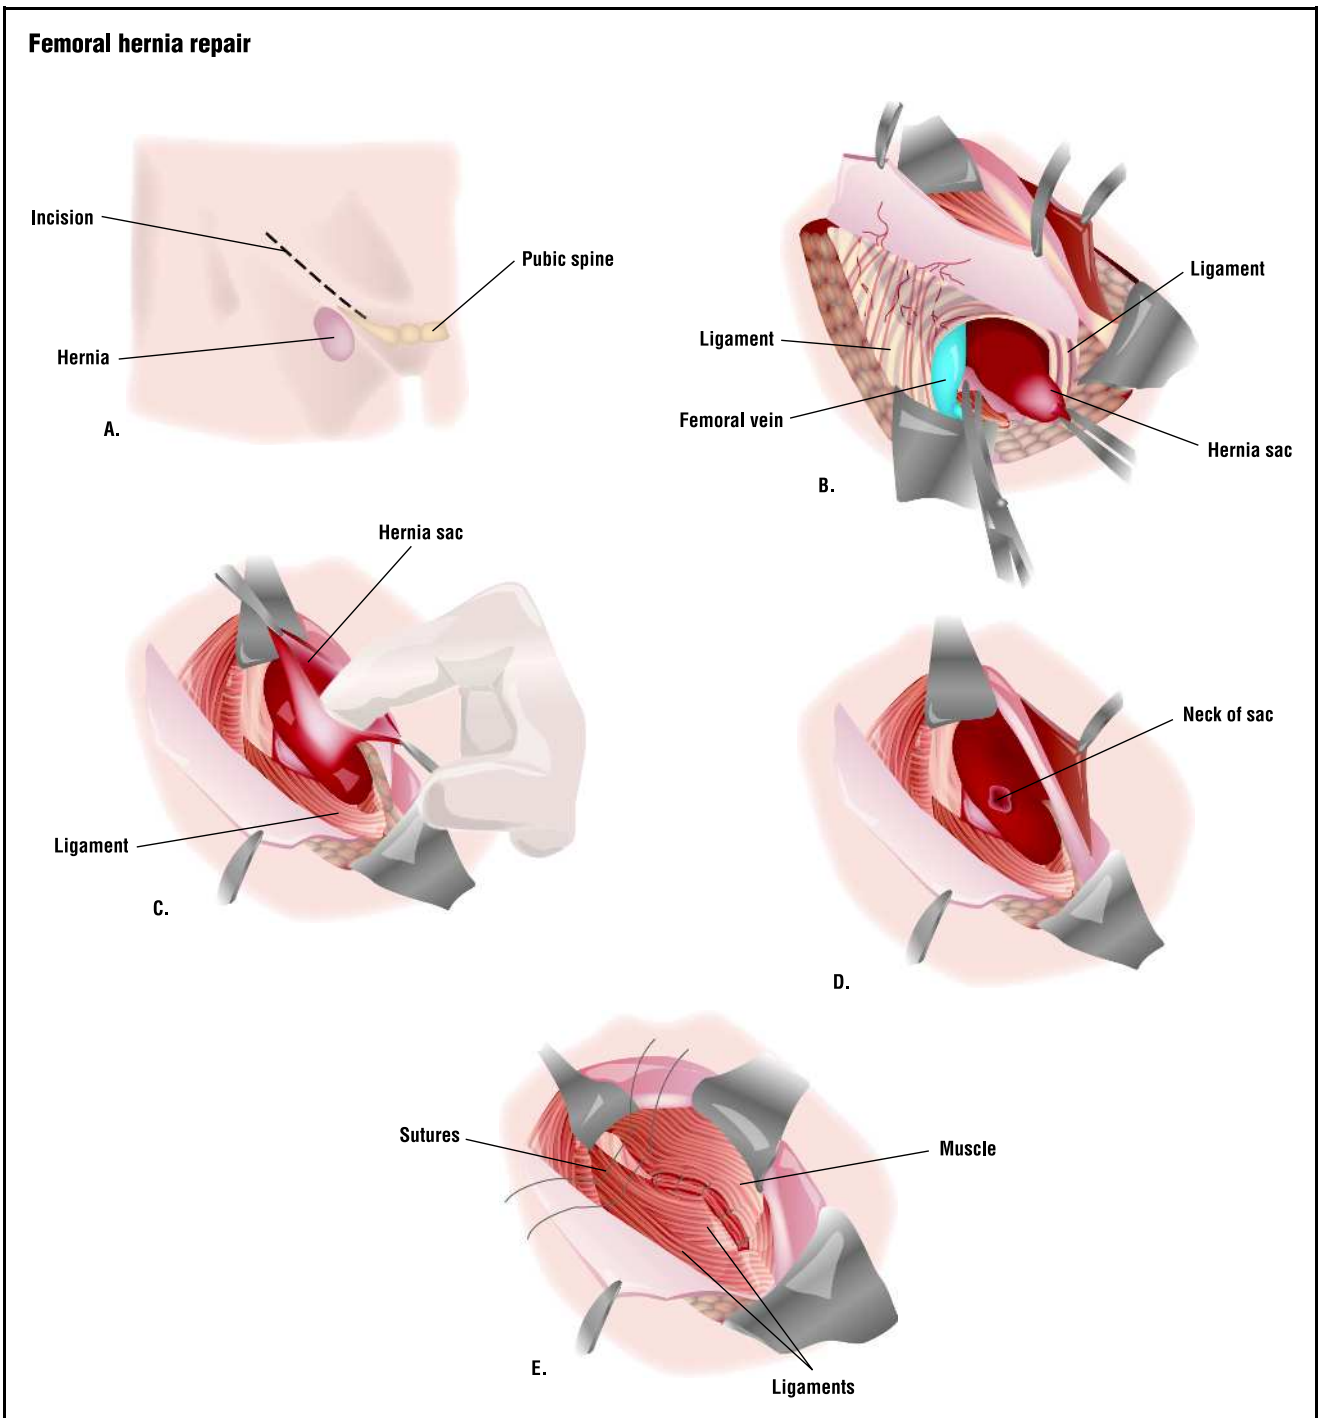 Femoral hernia repair
Incision
Pubic spine
Hernia
A.
Ligament
Ligament
Femoral vein
Hernia sac
B.
Hernia sac
Ligament
C.
Neck of sac
D.
Sutures
Muscle
E.
Ligaments